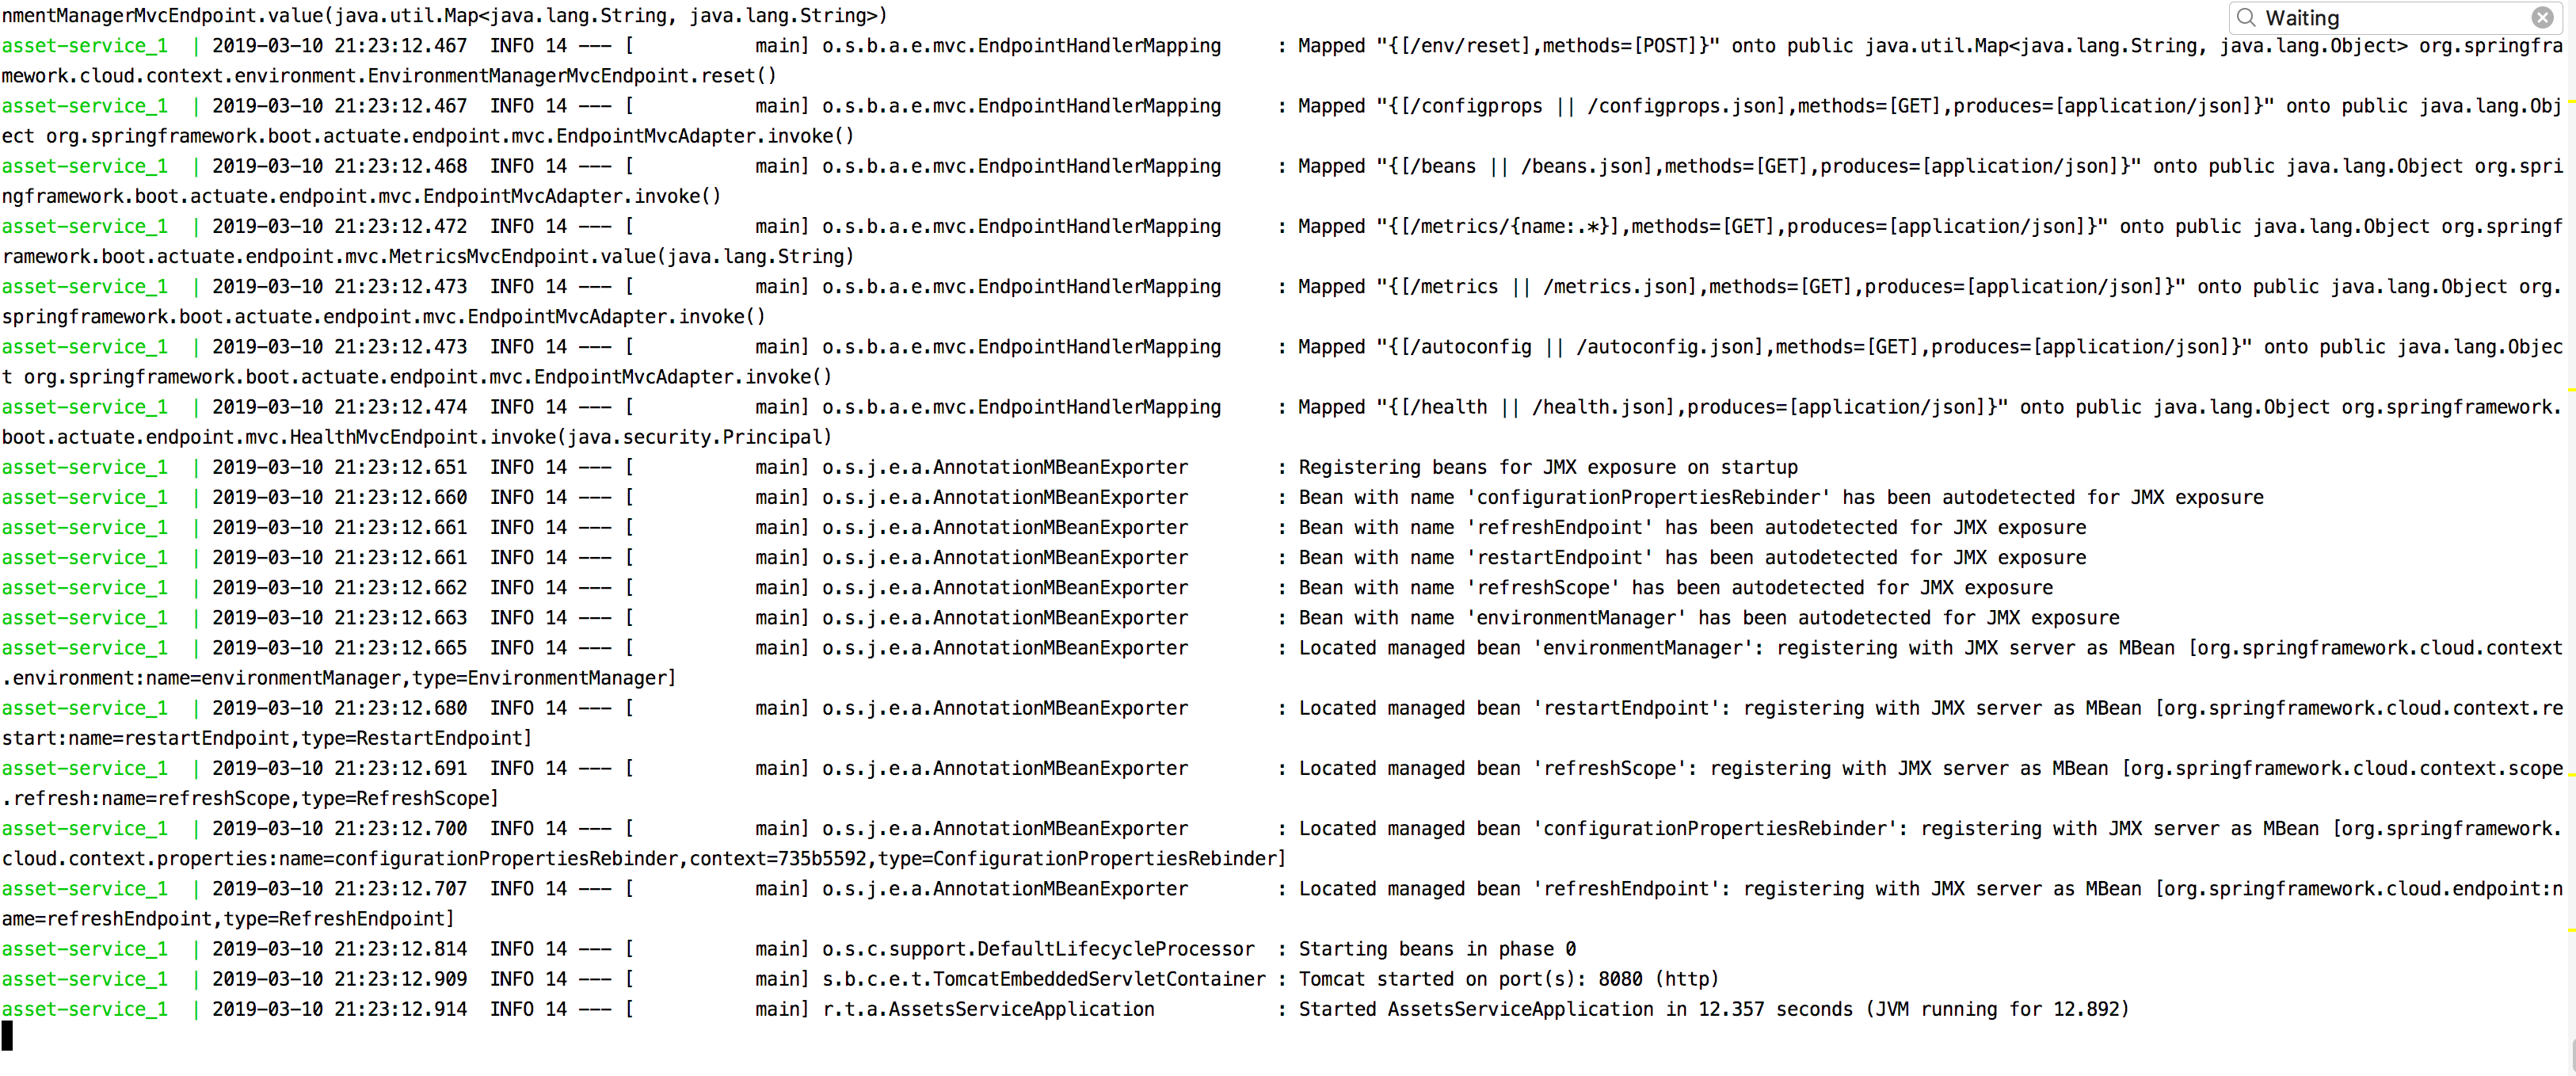 nmentManagerMvcEndpoint.value(java.util.Map<java.lang.String, java.lang.String>)
Waiting
asset-service_1  | 2019-03-10 21:23:12.467  INFO 14 --- [           main] o.s.b.a.e.mvc.EndpointHandlerMapping     : Mapped "{[/env/reset],methods=[POST]}" onto public java.util.Map<java.lang.String, java.lang.Object> org.springfra
mework.cloud.context.environment.EnvironmentManagerMvcEndpoint.reset()
asset-service_1  | 2019-03-10 21:23:12.467  INFO 14 --- [           main] o.s.b.a.e.mvc.EndpointHandlerMapping     : Mapped "{[/configprops || /configprops.json],methods=[GET],produces=[application/json]}" onto public java.lang.Obj
ect org.springframework.boot.actuate.endpoint.mvc.EndpointMvcAdapter.invoke()
asset-service_1  | 2019-03-10 21:23:12.468  INFO 14 --- [           main] o.s.b.a.e.mvc.EndpointHandlerMapping     : Mapped "{[/beans || /beans.json],methods=[GET],produces=[application/json]}" onto public java.lang.Object org.spri
ngframework.boot.actuate.endpoint.mvc.EndpointMvcAdapter.invoke()
asset-service_1  | 2019-03-10 21:23:12.472  INFO 14 --- [           main] o.s.b.a.e.mvc.EndpointHandlerMapping     : Mapped "{[/metrics/{name:.*}],methods=[GET],produces=[application/json]}" onto public java.lang.Object org.springf
ramework.boot.actuate.endpoint.mvc.MetricsMvcEndpoint.value(java.lang.String)
asset-service_1  | 2019-03-10 21:23:12.473  INFO 14 --- [           main] o.s.b.a.e.mvc.EndpointHandlerMapping     : Mapped "{[/metrics || /metrics.json],methods=[GET],produces=[application/json]}" onto public java.lang.Object org.
springframework.boot.actuate.endpoint.mvc.EndpointMvcAdapter.invoke()
asset-service_1  | 2019-03-10 21:23:12.473  INFO 14 --- [           main] o.s.b.a.e.mvc.EndpointHandlerMapping     : Mapped "{[/autoconfig || /autoconfig.json],methods=[GET],produces=[application/json]}" onto public java.lang.Objec
t org.springframework.boot.actuate.endpoint.mvc.EndpointMvcAdapter.invoke()
asset-service_1  | 2019-03-10 21:23:12.474  INFO 14 --- [           main] o.s.b.a.e.mvc.EndpointHandlerMapping     : Mapped "{[/health || /health.json],produces=[application/json]}" onto public java.lang.Object org.springframework.
boot.actuate.endpoint.mvc.HealthMvcEndpoint.invoke(java.security.Principal)
asset-service_1  | 2019-03-10 21:23:12.651  INFO 14 --- [           main] o.s.j.e.a.AnnotationMBeanExporter        : Registering beans for JMX exposure on startup
asset-service_1  | 2019-03-10 21:23:12.660  INFO 14 --- [           main] o.s.j.e.a.AnnotationMBeanExporter        : Bean with name 'configurationPropertiesRebinder' has been autodetected for JMX exposure
asset-service_1  | 2019-03-10 21:23:12.661  INFO 14 --- [           main] o.s.j.e.a.AnnotationMBeanExporter        : Bean with name 'refreshEndpoint' has been autodetected for JMX exposure
asset-service_1  | 2019-03-10 21:23:12.661  INFO 14 --- [           main] o.s.j.e.a.AnnotationMBeanExporter        : Bean with name 'restartEndpoint' has been autodetected for JMX exposure
asset-service_1  | 2019-03-10 21:23:12.662  INFO 14 --- [           main] o.s.j.e.a.AnnotationMBeanExporter        : Bean with name 'refreshScope' has been autodetected for JMX exposure
asset-service_1  | 2019-03-10 21:23:12.663  INFO 14 --- [           main] o.s.j.e.a.AnnotationMBeanExporter        : Bean with name 'environmentManager' has been autodetected for JMX exposure
asset-service_1  | 2019-03-10 21:23:12.665  INFO 14 --- [           main] o.s.j.e.a.AnnotationMBeanExporter        : Located managed bean 'environmentManager': registering with JMX server as MBean [org.springframework.cloud.context
.environment:name=environmentManager,type=EnvironmentManager]
asset-service_1  | 2019-03-10 21:23:12.680  INFO 14 --- [           main] o.s.j.e.a.AnnotationMBeanExporter        : Located managed bean 'restartEndpoint': registering with JMX server as MBean [org.springframework.cloud.context.re
start:name=restartEndpoint,type=RestartEndpoint]
asset-service_1  | 2019-03-10 21:23:12.691  INFO 14 --- [           main] o.s.j.e.a.AnnotationMBeanExporter        : Located managed bean 'refreshScope': registering with JMX server as MBean [org.springframework.cloud.context.scope
.refresh:name=refreshScope,type=RefreshScope]
asset-service_1  | 2019-03-10 21:23:12.700  INFO 14 --- [           main] o.s.j.e.a.AnnotationMBeanExporter        : Located managed bean 'configurationPropertiesRebinder': registering with JMX server as MBean [org.springframework.
cloud.context.properties:name=configurationPropertiesRebinder,context=735b5592,type=ConfigurationPropertiesRebinder]
asset-service_1  | 2019-03-10 21:23:12.707  INFO 14 --- [           main] o.s.j.e.a.AnnotationMBeanExporter        : Located managed bean 'refreshEndpoint': registering with JMX server as MBean [org.springframework.cloud.endpoint:n
ame=refreshEndpoint,type=RefreshEndpoint]
asset-service_1  | 2019-03-10 21:23:12.814  INFO 14 --- [           main] o.s.c.support.DefaultLifecycleProcessor  : Starting beans in phase 0
asset-service_1  | 2019-03-10 21:23:12.909  INFO 14 --- [           main] s.b.c.e.t.TomcatEmbeddedServletContainer : Tomcat started on port(s): 8080 (http)
asset-service_1  | 2019-03-10 21:23:12.914  INFO 14 --- [           main] r.t.a.AssetsServiceApplication           : Started AssetsServiceApplication in 12.357 seconds (JVM running for 12.892)